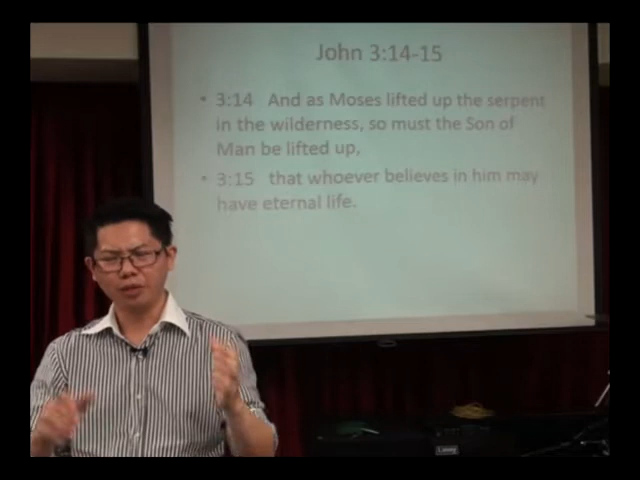 John 3:14-15
• 3:14 And as Moses lifted up the serpent
in the wilderness, so must the Son of
Man be lifted up,
• 3:15 that whoever believes in him may
have eternal life.
Laney